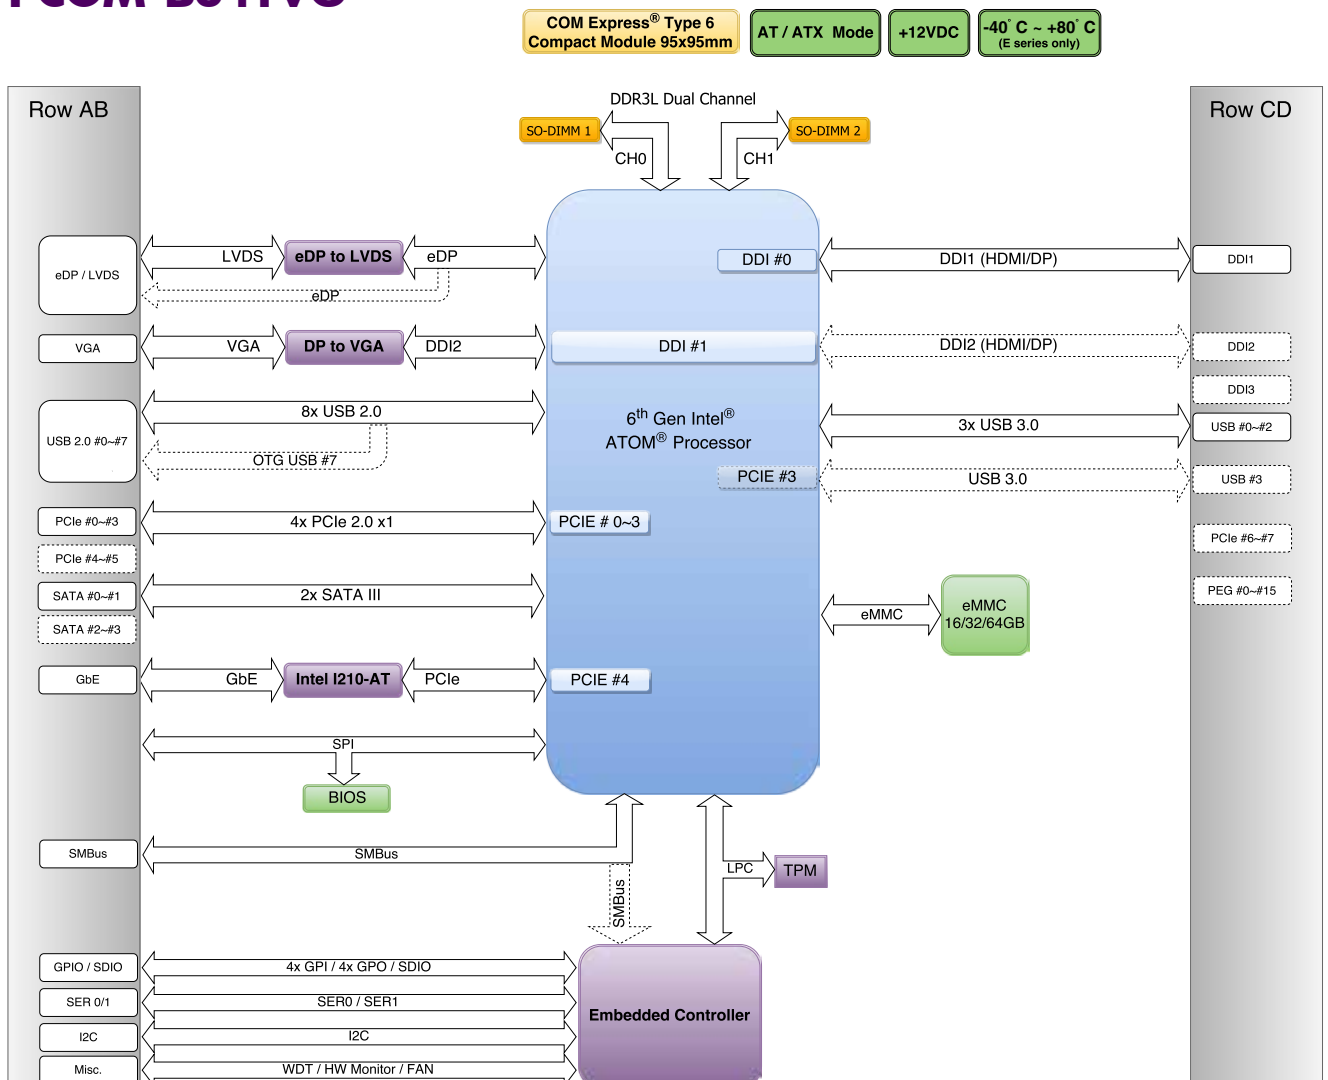 COM Express® Type 6
Compact Module 95x95mm
AT / ATX Mode
+12VDC
-40° C ~ +80° C
(E series only)
Row AB
Row CD
DDR3L Dual Channel
SO-DIMM 1
SO-DIMM 2
CH0
CH1
eDP / LVDS
LVDS
eDP to LVDS
eDP
eDP
DDI #0
DDI1 (HDMI/DP)
DDI1
VGA
VGA
DP to VGA
DDI2
DDI #1
DDI2 (HDMI/DP)
DDI2
DDI3
USB 2.0 #0~#7
8x USB 2.0
OTG USB #7
6th Gen Intel®
ATOM® Processor
3x USB 3.0
USB #0~#2
PCIE #3
USB 3.0
USB #3
PCIe #0~#3
4x PCIe 2.0 x1
PCIE # 0~3
PCIe #6~#7
PCIe #4~#5
SATA #0~#1
2x SATA III
PEG #0~#15
SATA #2~#3
eMMC
eMMC
16/32/64GB
GbE
GbE
Intel I210-AT
PCIe
PCIE #4
SPI
BIOS
SMBus
SMBus
SMBus
LPC
TPM
GPIO / SDIO
4x GPI / 4x GPO / SDIO
SER 0/1
SER0 / SER1
Embedded Controller
I2C
I2C
Misc.
WDT / HW Monitor / FAN